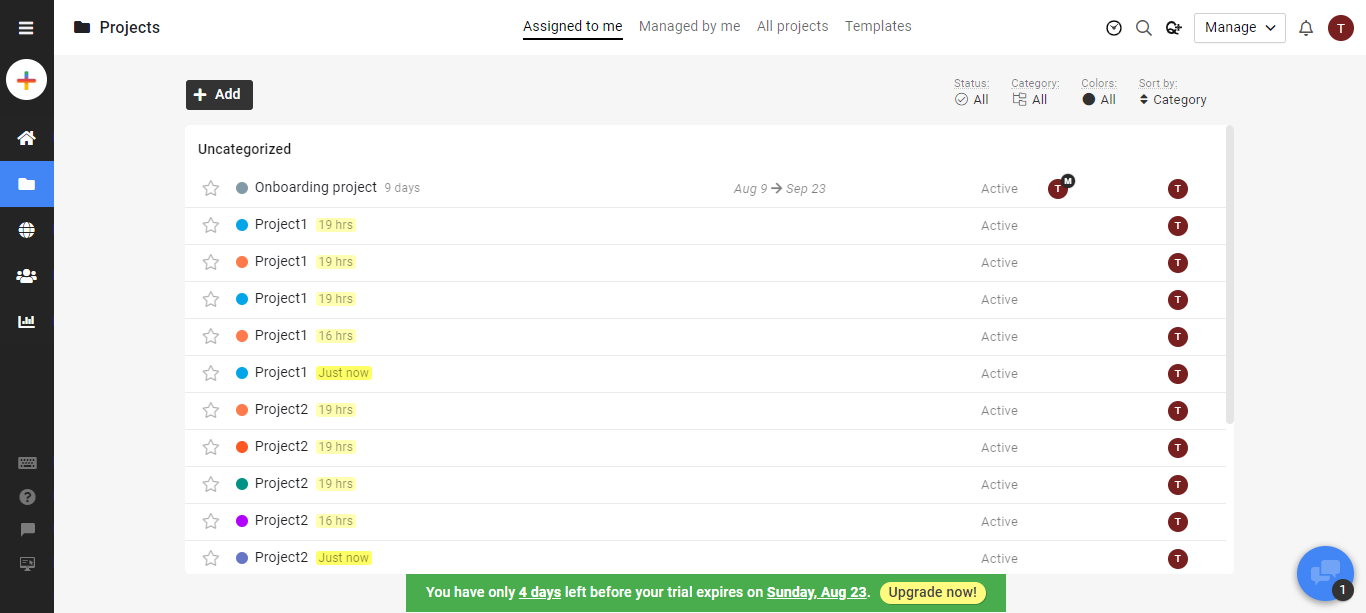 Projects
Assigned to me Managed by me All projects Templates
Manage
T
Add
Status: Category: Colors: Sort by:
All All All Category
Uncategorized
Onboarding project 9 days Aug 9 → Sep 23 Active T M T
Project1 19 hrs Active T
Project1 19 hrs Active T
Project1 19 hrs Active T
Project1 16 hrs Active T
Project1 Just now Active T
Project2 19 hrs Active T
Project2 19 hrs Active T
Project2 19 hrs Active T
Project2 16 hrs Active T
Project2 Just now Active T
You have only 4 days left before your trial expires on Sunday, Aug 23. Upgrade now!
1